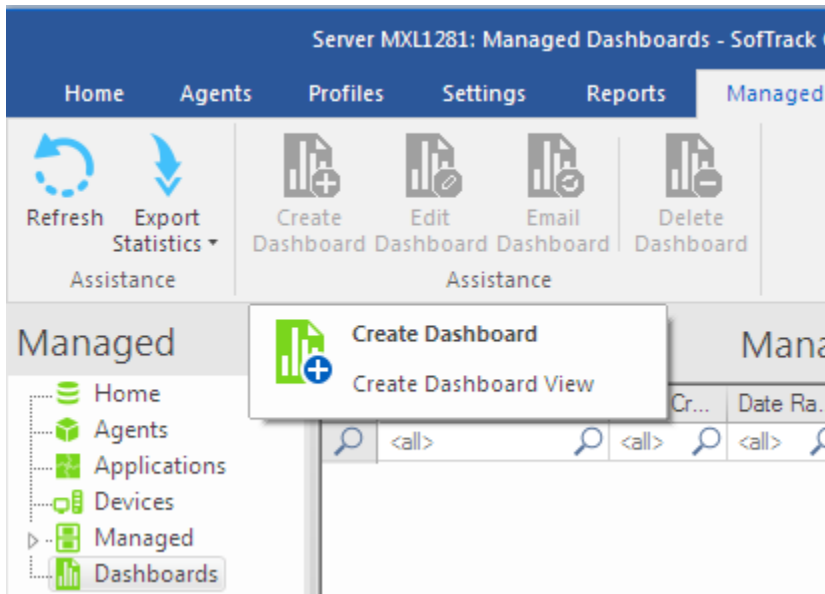 Server MXL1281: Managed Dashboards - SofTrack
Home Agents Profiles Settings Reports Managed
Refresh Export Create Edit Email Delete
Statistics Dashboard Dashboard Dashboard Dashboard
Assistance Assistance
Create Dashboard
Create Dashboard View
Managed
Home
Agents
Applications
Devices
Managed
Dashboards
Cr... Date Ra...
<all> <all> <all>